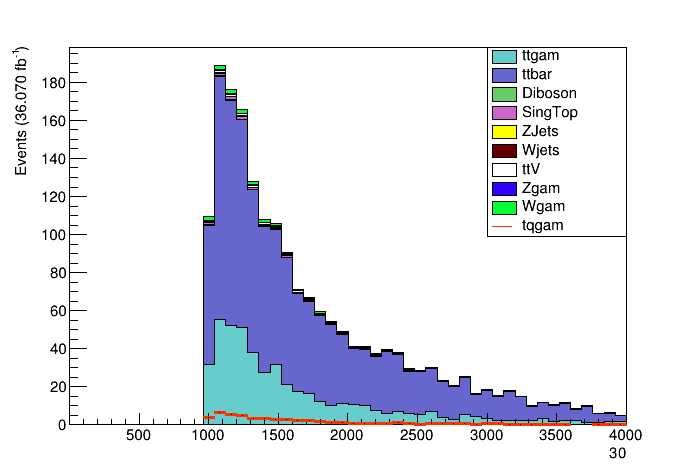 Events (36.070 fb⁻¹)
180
160
140
120
100
80
60
40
20
0
ttgam
ttbar
Diboson
SingTop
ZJets
Wjets
ttV
Zgam
Wgam
tqgam
500 1000 1500 2000 2500 3000 3500 4000
30